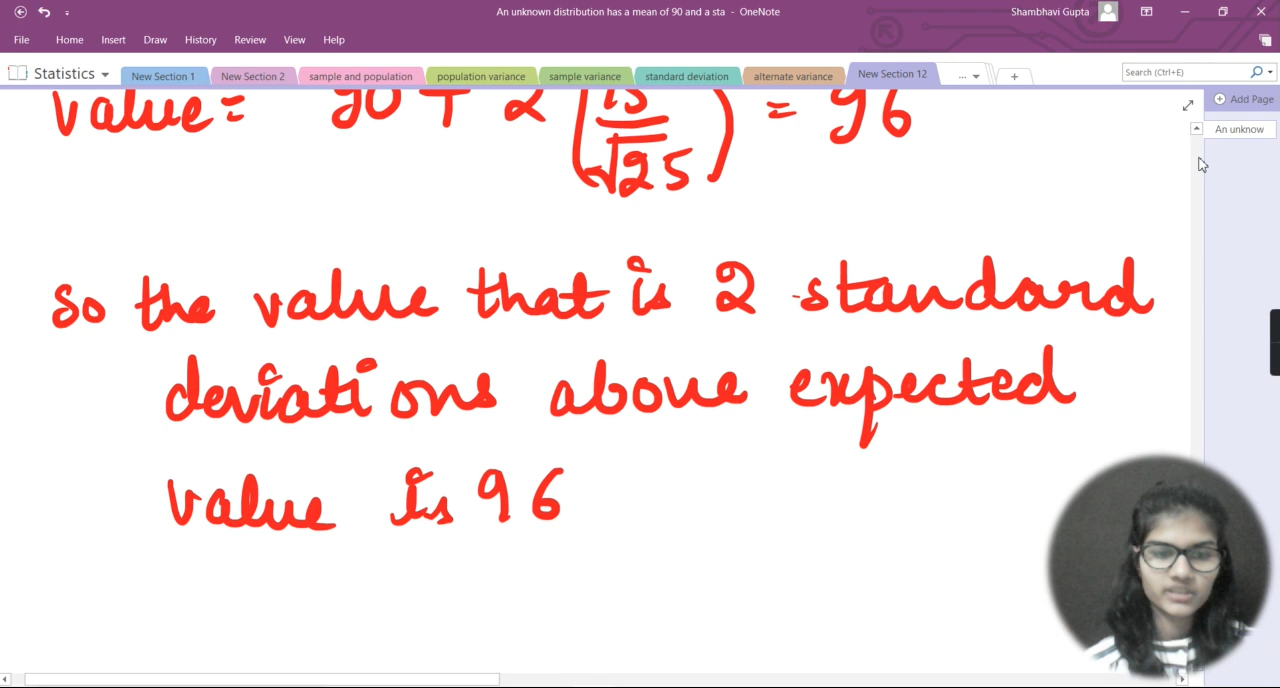 An unknown distribution has a mean of 90 and a sta - OneNote
Shambhavi Gupta
File Home Insert Draw History Review View Help
Statistics
New Section 1 New Section 2 sample and population population variance sample variance standard deviation alternate variance New Section 12 ... +
Search (Ctrl+E)
Add Page
An unknow
value = 90 + 2 (15/√25) = 96
so the value that is 2 standard
deviations above expected
value is 96